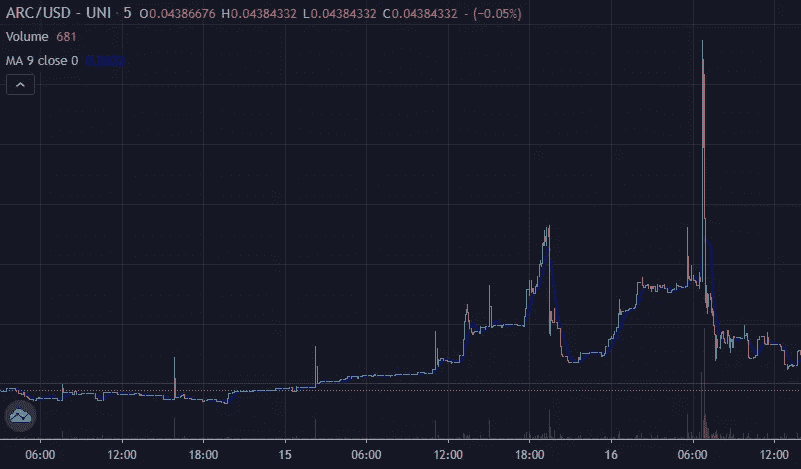 ARC/USD - UNI · 5 O0.04386676 H0.04384332 L0.04384332 C0.04384332 - (−0.05%)
Volume 681
MA 9 close 0
06:00 12:00 18:00 15 06:00 12:00 18:00 16 06:00 12:00